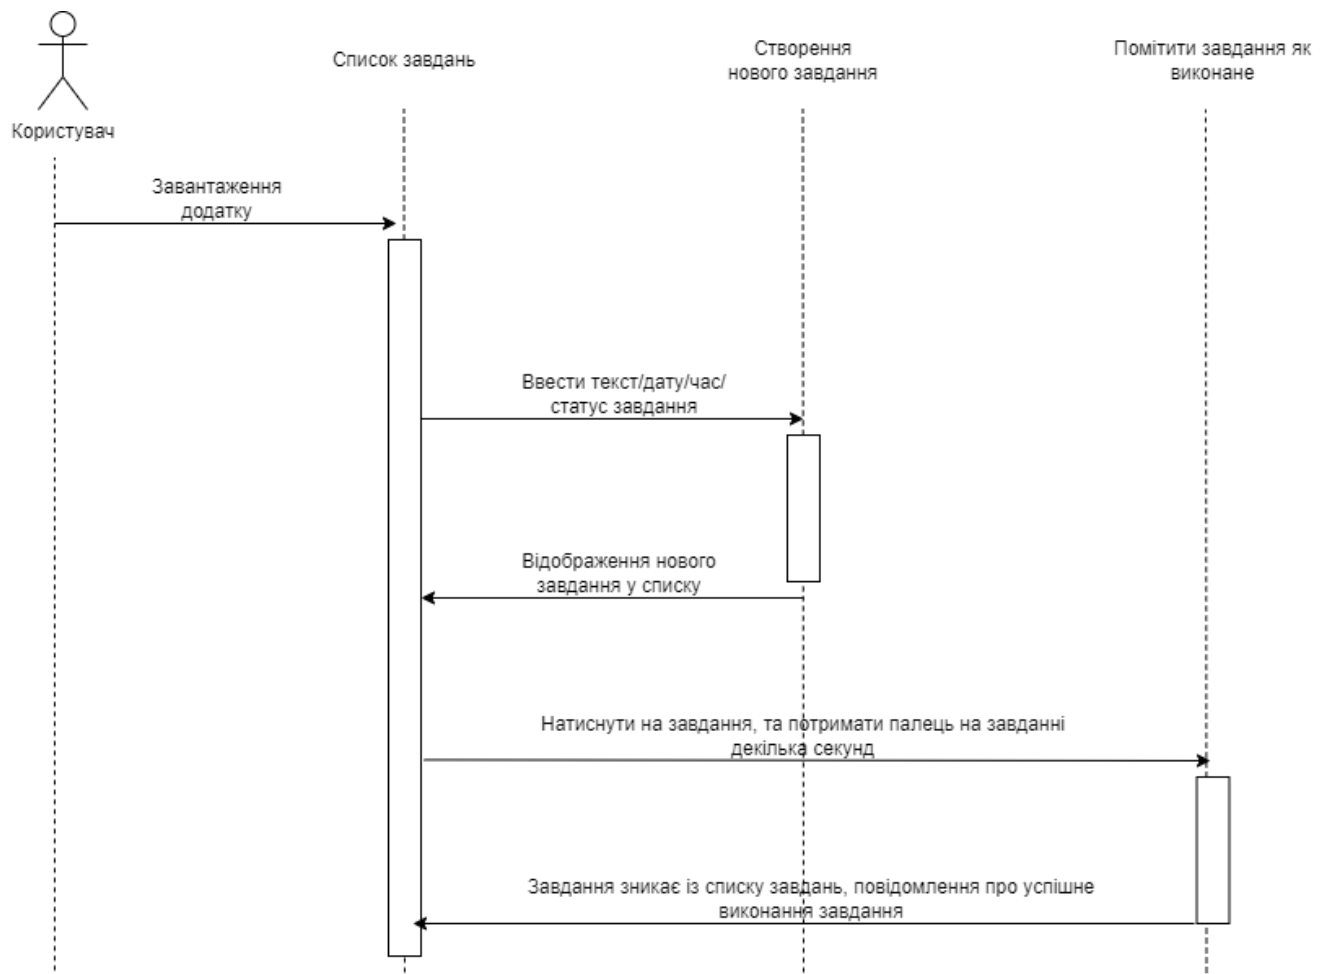 Список завдань
Створення
нового завдання
Помітити завдання як
виконане
Користувач
Завантаження
додатку
Ввести текст/дату/час/
статус завдання
Відображення нового
завдання у списку
Натиснути на завдання, та потримати палець на завданні
декілька секунд
Завдання зникає із списку завдань, повідомлення про успішне
виконання завдання